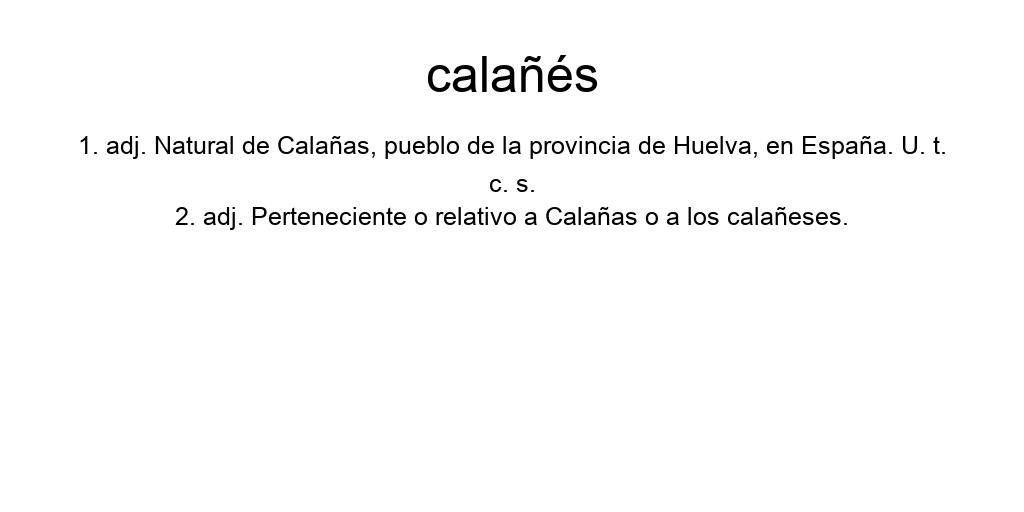 calañés
1. adj. Natural de Calañas, pueblo de la provincia de Huelva, en España. U. t.
c. s.
2. adj. Perteneciente o relativo a Calañas o a los calañeses.